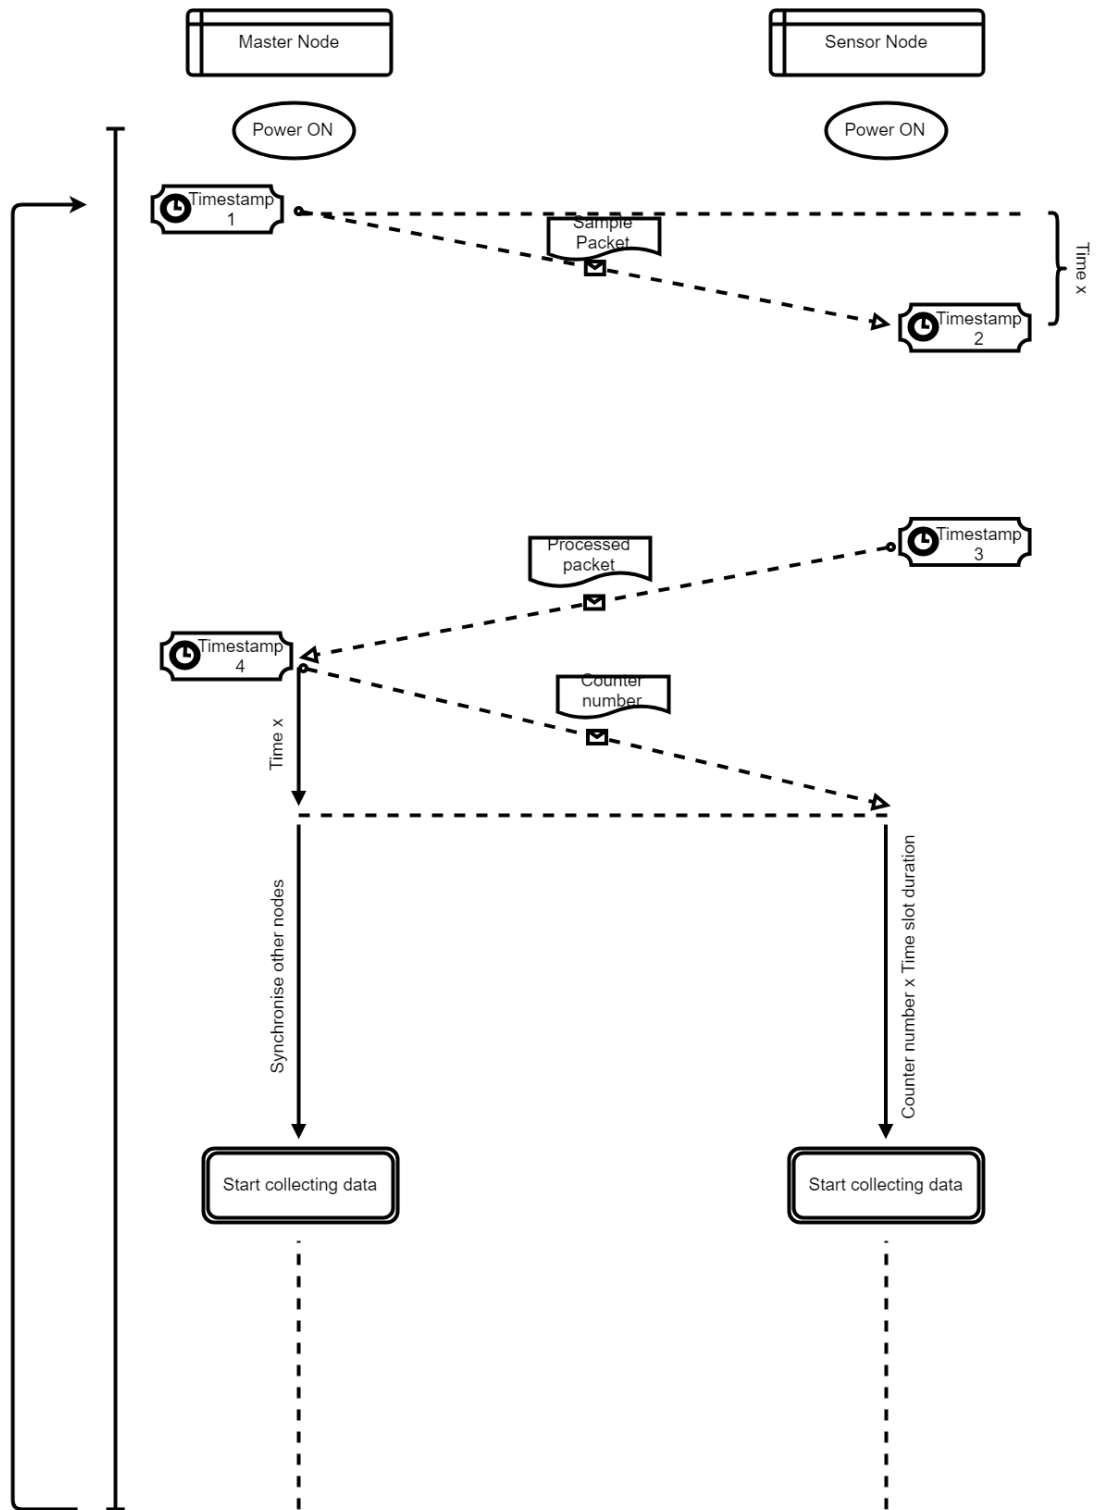 Master Node
Sensor Node
Power ON
Power ON
Timestamp
1
Sample
Packet
Time x
Timestamp
2
Timestamp
3
Processed
packet
Timestamp
4
Counter
number
Time x
Synchronise other nodes
Counter number x Time slot duration
Start collecting data
Start collecting data